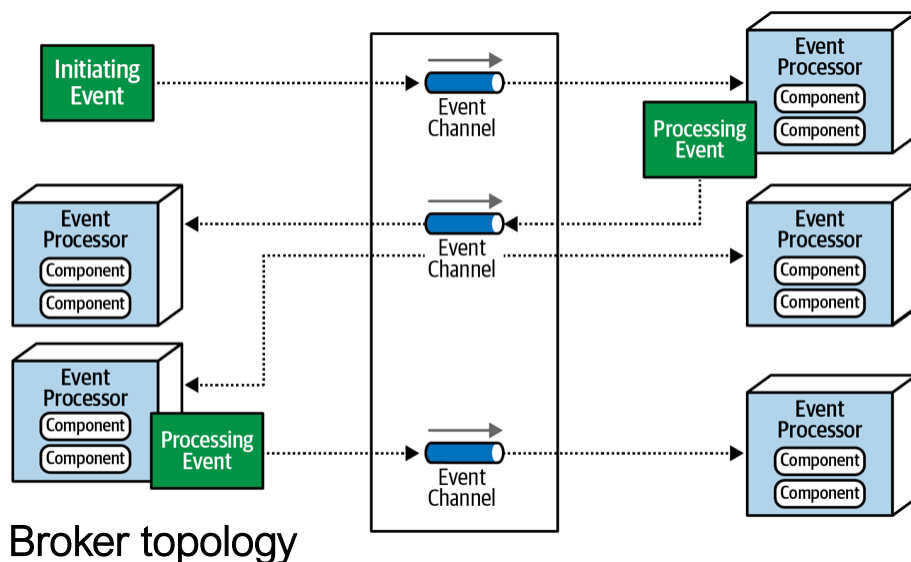 Initiating
Event
Event
Channel
Event
Processor
Component
Component
Processing
Event
Event
Processor
Component
Component
Event
Channel
Event
Processor
Component
Component
Event
Processor
Component
Component
Processing
Event
Event
Channel
Event
Processor
Component
Component
Broker topology